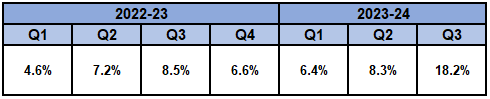 2022-23 2023-24
Q1 Q2 Q3 Q4 Q1 Q2 Q3
4.6% 7.2% 8.5% 6.6% 6.4% 8.3% 18.2%